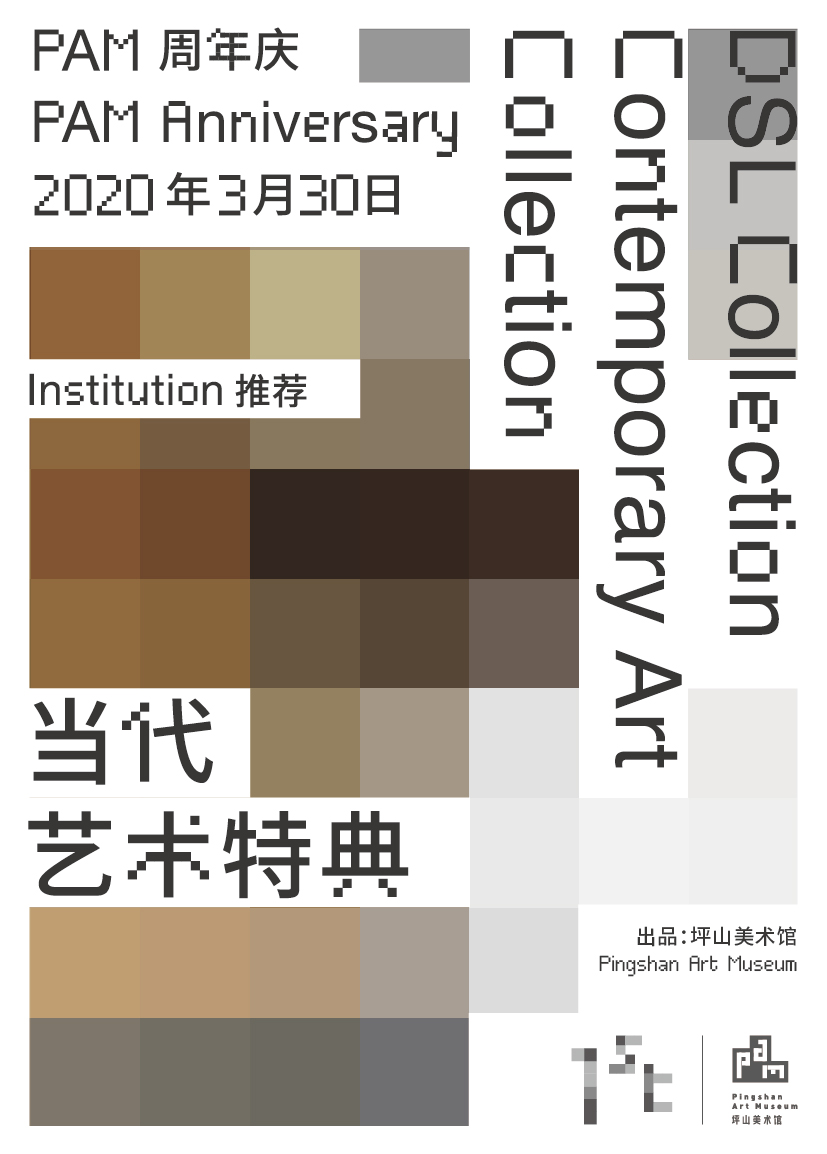 PAM 周年庆
PAM Anniversary
2020 年 3 月 30 日
DSL Collection
Contemporary Art
Collection
Institution 推荐
当代
艺术特典
出品：坪山美术馆
Pingshan Art Museum
pam
Pingshan
Art Museum
坪山美术馆